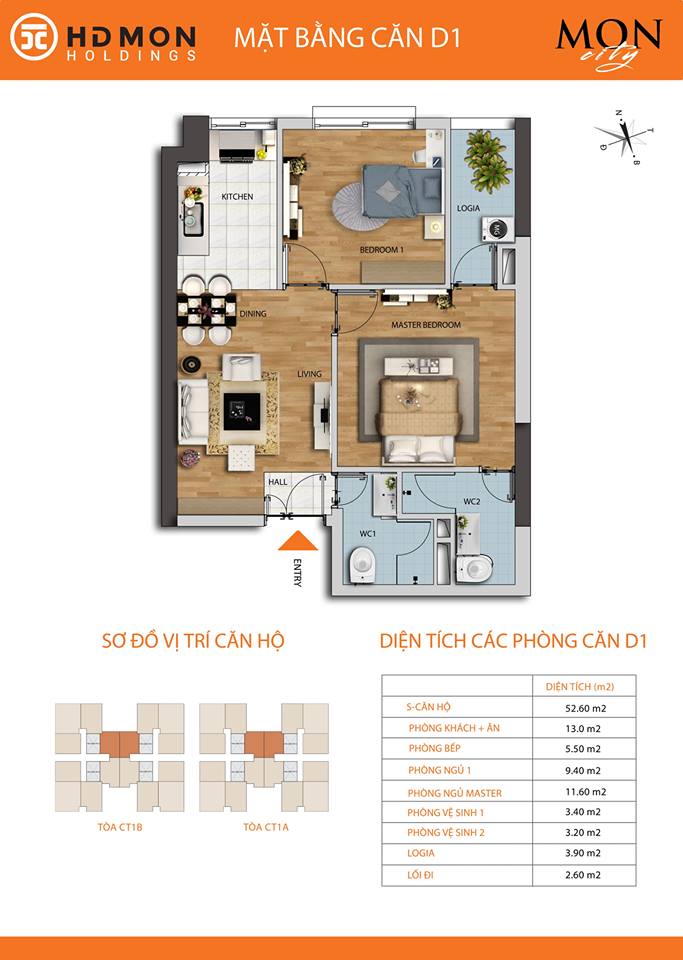 HDMON
HOLDINGS
MẶT BẰNG CĂN D1
MON
city
N
T
Đ
B
KITCHEN
BEDROOM 1
LOGIA
MG
DINING
MASTER BEDROOM
LIVING
HALL
WC1
WC2
ENTRY
SƠ ĐỒ VỊ TRÍ CĂN HỘ
TÒA CT1B
TÒA CT1A
DIỆN TÍCH CÁC PHÒNG CĂN D1
DIỆN TÍCH (m2)
S-CĂN HỘ 52.60 m2
PHÒNG KHÁCH + ĂN 13.0 m2
PHÒNG BẾP 5.50 m2
PHÒNG NGỦ 1 9.40 m2
PHÒNG NGỦ MASTER 11.60 m2
PHÒNG VỆ SINH 1 3.40 m2
PHÒNG VỆ SINH 2 3.20 m2
LOGIA 3.90 m2
LỐI ĐI 2.60 m2